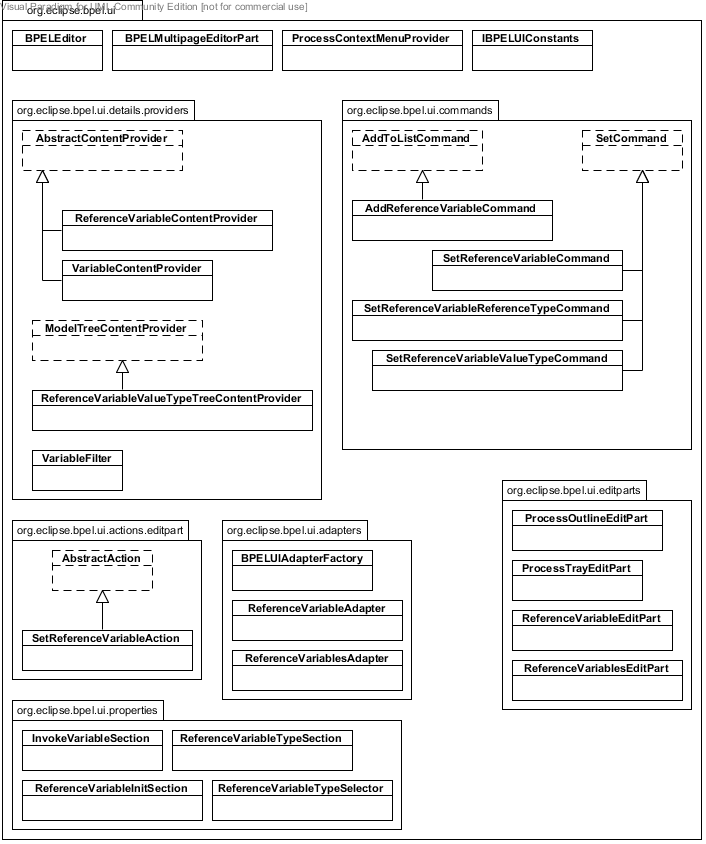 Visual Paradigm for UML Community Edition [not for commercial use]
org.eclipse.bpel.ui
BPELEditor
BPELMultipageEditorPart
ProcessContextMenuProvider
IBPELUIConstants
org.eclipse.bpel.ui.details.providers
AbstractContentProvider
ReferenceVariableContentProvider
VariableContentProvider
ModelTreeContentProvider
ReferenceVariableValueTypeTreeContentProvider
VariableFilter
org.eclipse.bpel.ui.commands
AddToListCommand
SetCommand
AddReferenceVariableCommand
SetReferenceVariableCommand
SetReferenceVariableReferenceTypeCommand
SetReferenceVariableValueTypeCommand
org.eclipse.bpel.ui.actions.editpart
AbstractAction
SetReferenceVariableAction
org.eclipse.bpel.ui.adapters
BPELUIAdapterFactory
ReferenceVariableAdapter
ReferenceVariablesAdapter
org.eclipse.bpel.ui.editparts
ProcessOutlineEditPart
ProcessTrayEditPart
ReferenceVariableEditPart
ReferenceVariablesEditPart
org.eclipse.bpel.ui.properties
InvokeVariableSection
ReferenceVariableTypeSection
ReferenceVariableInitSection
ReferenceVariableTypeSelector